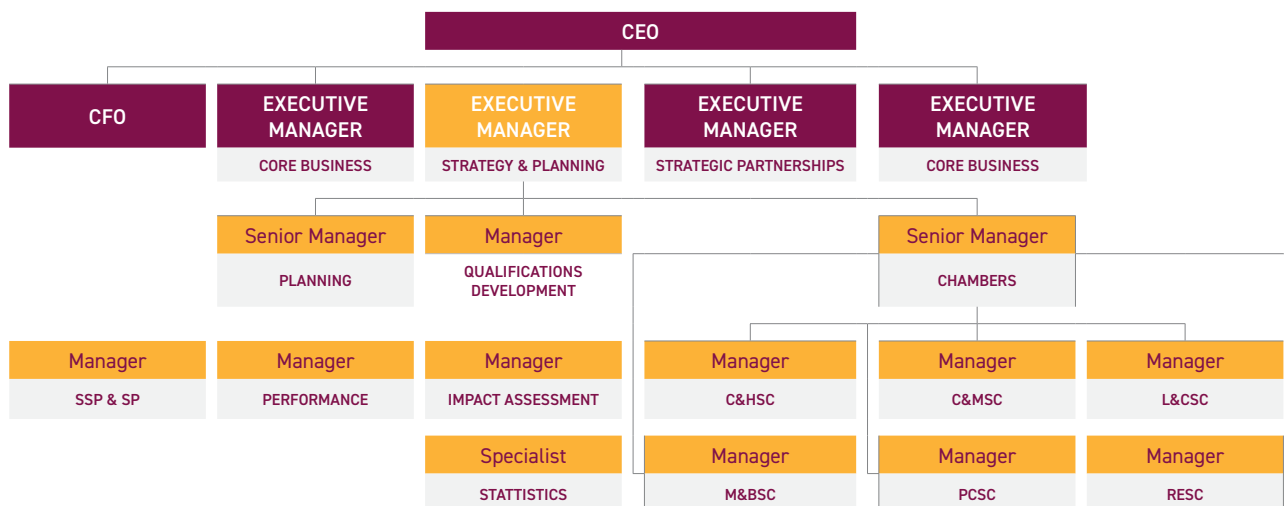 CEO
CFO
EXECUTIVE
MANAGER
CORE BUSINESS
EXECUTIVE
MANAGER
STRATEGY & PLANNING
EXECUTIVE
MANAGER
STRATEGIC PARTNERSHIPS
EXECUTIVE
MANAGER
CORE BUSINESS
Senior Manager
PLANNING
Manager
QUALIFICATIONS
DEVELOPMENT
Senior Manager
CHAMBERS
Manager
SSP & SP
Manager
PERFORMANCE
Manager
IMPACT ASSESSMENT
Manager
C&HSC
Manager
C&MSC
Manager
L&CSC
Specialist
STATTISTICS
Manager
M&BSC
Manager
PCSC
Manager
RESC